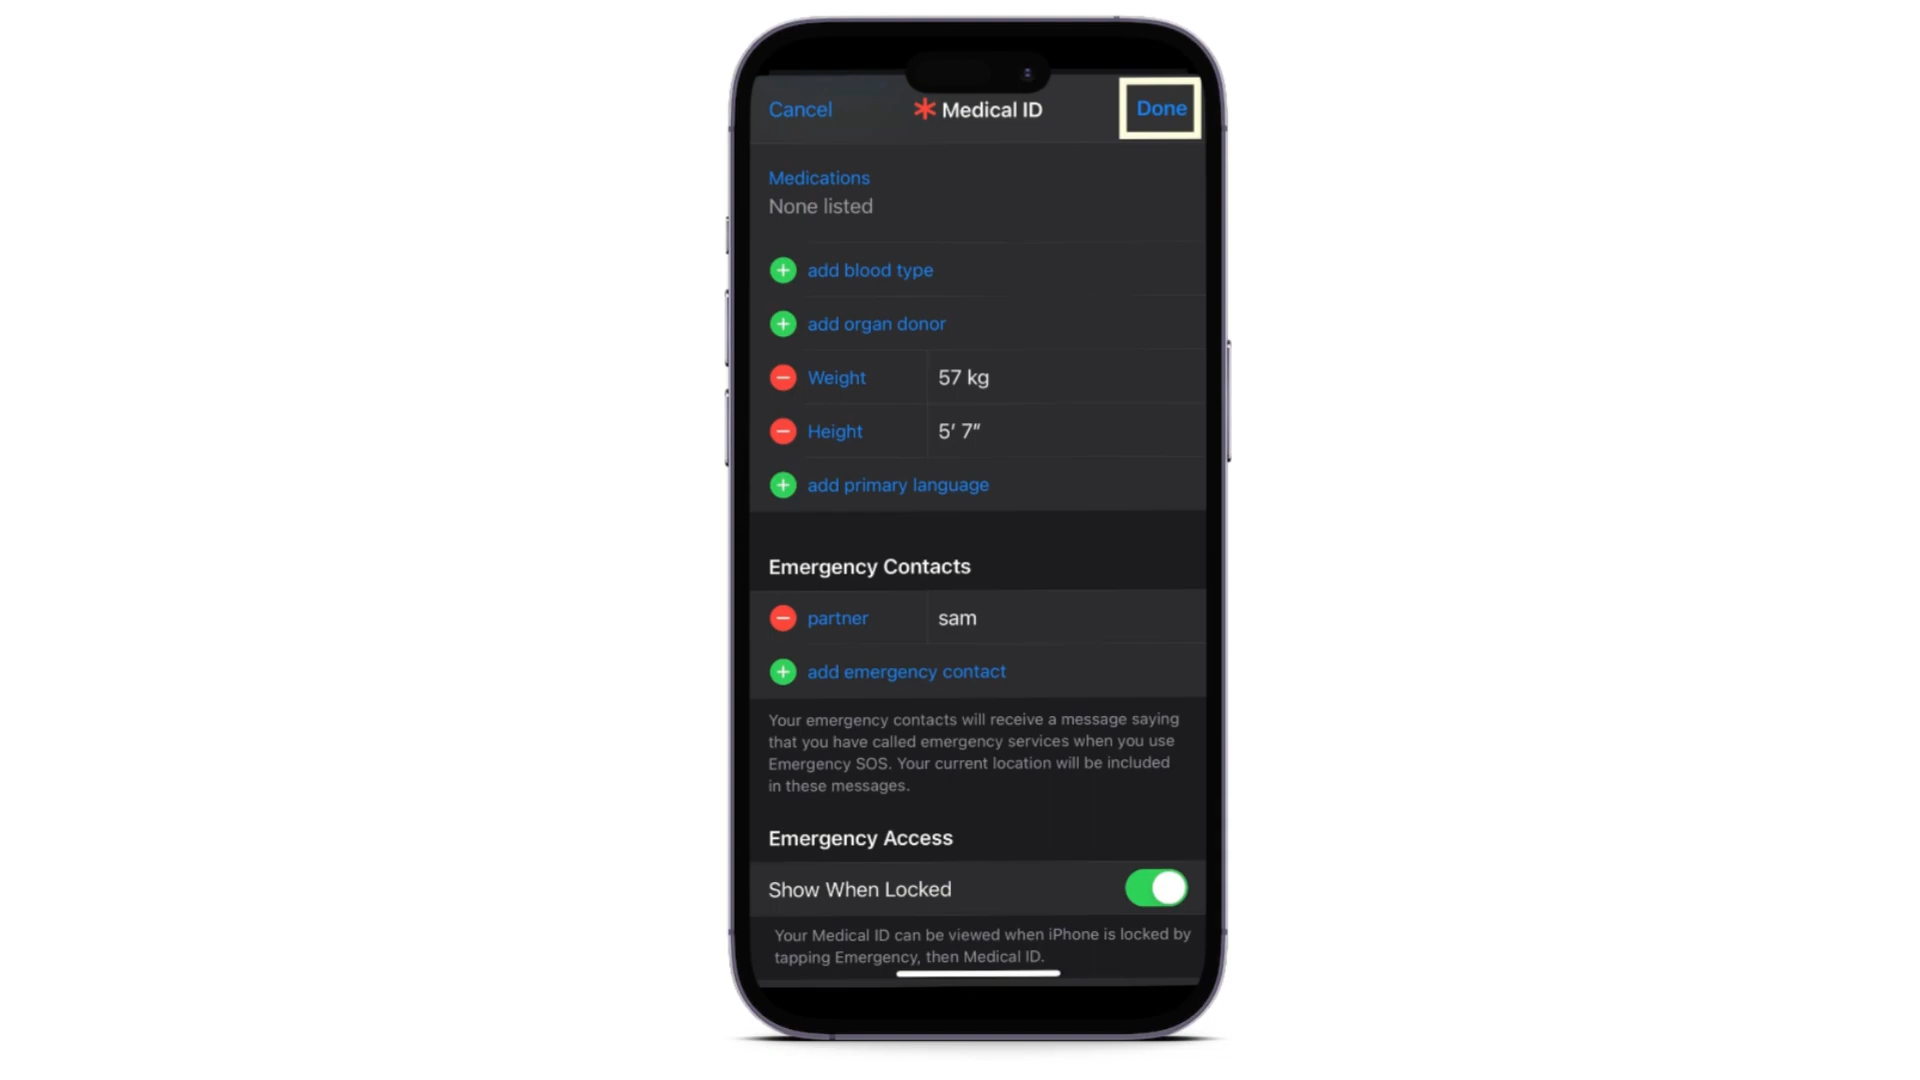 Cancel
Medical ID
Done
Medications
None listed
add blood type
add organ donor
Weight 57 kg
Height 5′ 7″
add primary language
Emergency Contacts
partner sam
add emergency contact
Your emergency contacts will receive a message saying
that you have called emergency services when you use
Emergency SOS. Your current location will be included
in these messages.
Emergency Access
Show When Locked
Your Medical ID can be viewed when iPhone is locked by
tapping Emergency, then Medical ID.